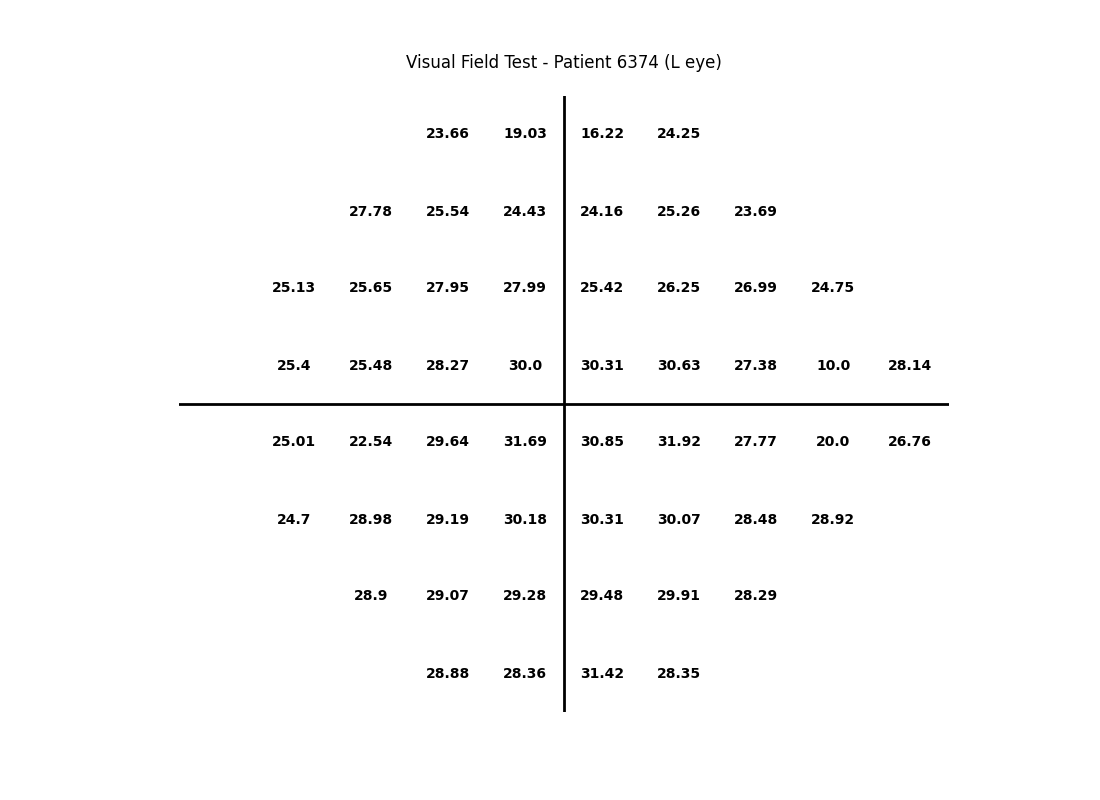 Visual Field Test - Patient 6374 (L eye)
23.66 19.03 16.22 24.25
27.78 25.54 24.43 24.16 25.26 23.69
25.13 25.65 27.95 27.99 25.42 26.25 26.99 24.75
25.4 25.48 28.27 30.0 30.31 30.63 27.38 10.0 28.14
25.01 22.54 29.64 31.69 30.85 31.92 27.77 20.0 26.76
24.7 28.98 29.19 30.18 30.31 30.07 28.48 28.92
28.9 29.07 29.28 29.48 29.91 28.29
28.88 28.36 31.42 28.35